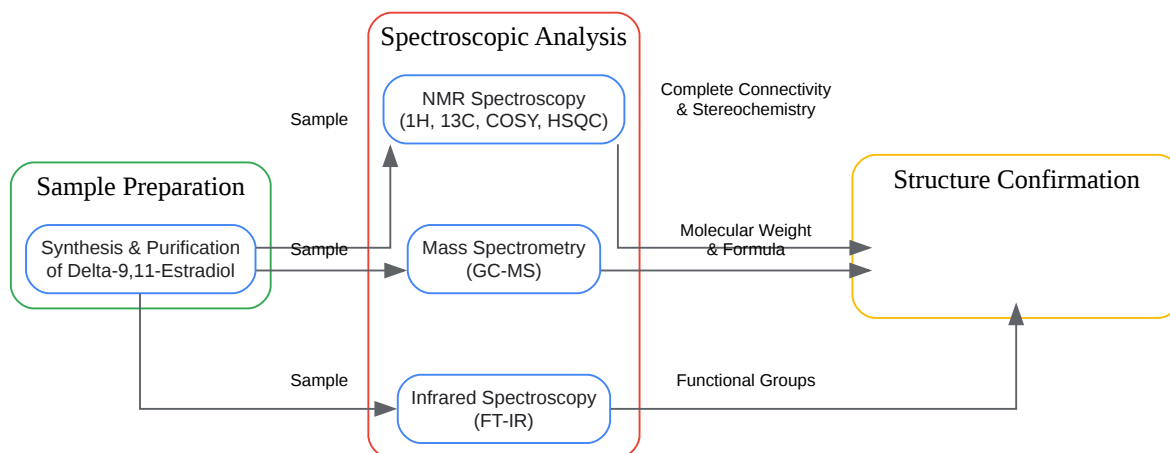 Spectroscopic Analysis
NMR Spectroscopy
(1H, 13C, COSY, HSQC)
Complete Connectivity
& Stereochemistry
Sample
Sample Preparation
Synthesis & Purification
of Delta-9,11-Estradiol
Sample
Mass Spectrometry
(GC-MS)
Molecular Weight
& Formula
Structure Confirmation
Sample
Infrared Spectroscopy
(FT-IR)
Functional Groups